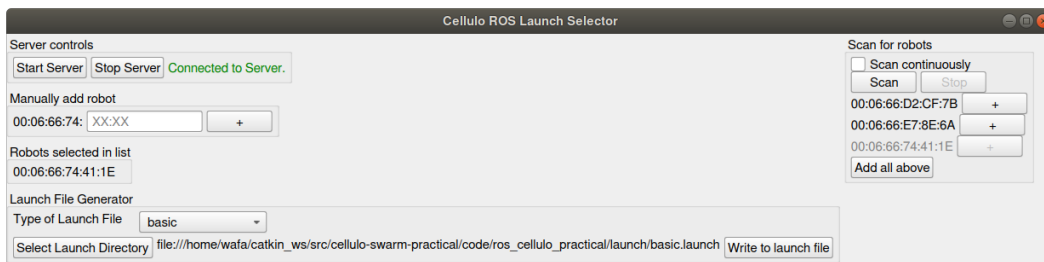 Cellulo ROS Launch Selector
Server controls
Start Server Stop Server Connected to Server.
Manually add robot
00:06:66:74: XX:XX +
Robots selected in list
00:06:66:74:41:1E
Launch File Generator
Type of Launch File basic
Select Launch Directory file:///home/wafa/catkin_ws/src/cellulo-swarm-practical/code/ros_cellulo_practical/launch/basic.launch Write to launch file
Scan for robots
Scan continuously
Scan Stop
00:06:66:D2:CF:7B +
00:06:66:E7:8E:6A +
00:06:66:74:41:1E +
Add all above